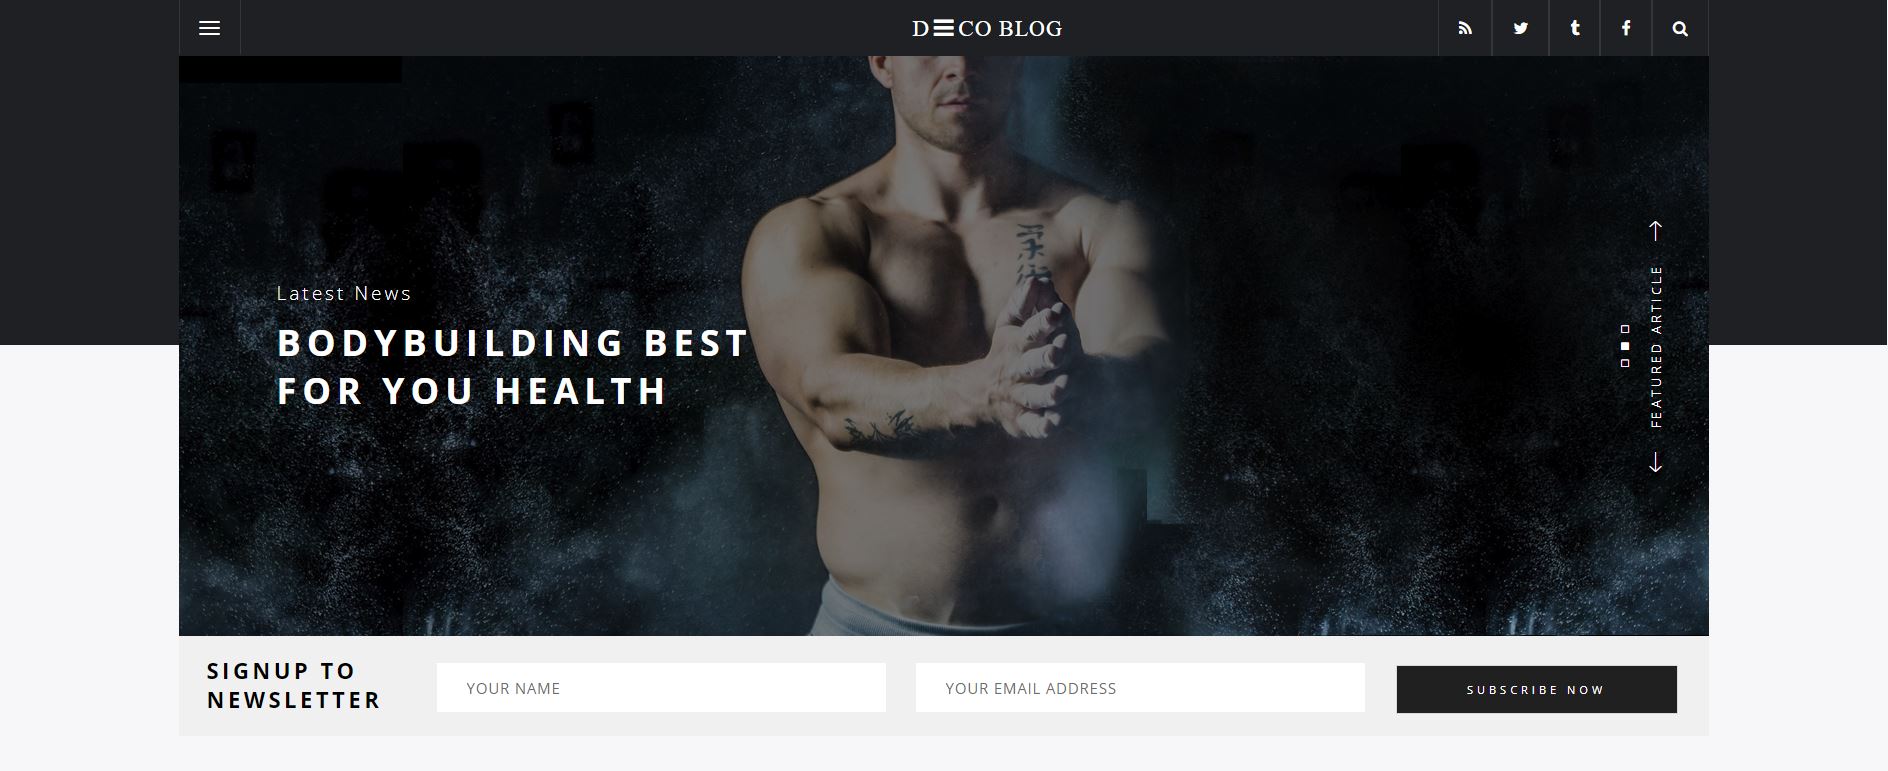 D≡CO BLOG
Latest News
BODYBUILDING BEST
FOR YOU HEALTH
FEATURED ARTICLE
SIGNUP TO
NEWSLETTER
YOUR NAME
YOUR EMAIL ADDRESS
SUBSCRIBE NOW